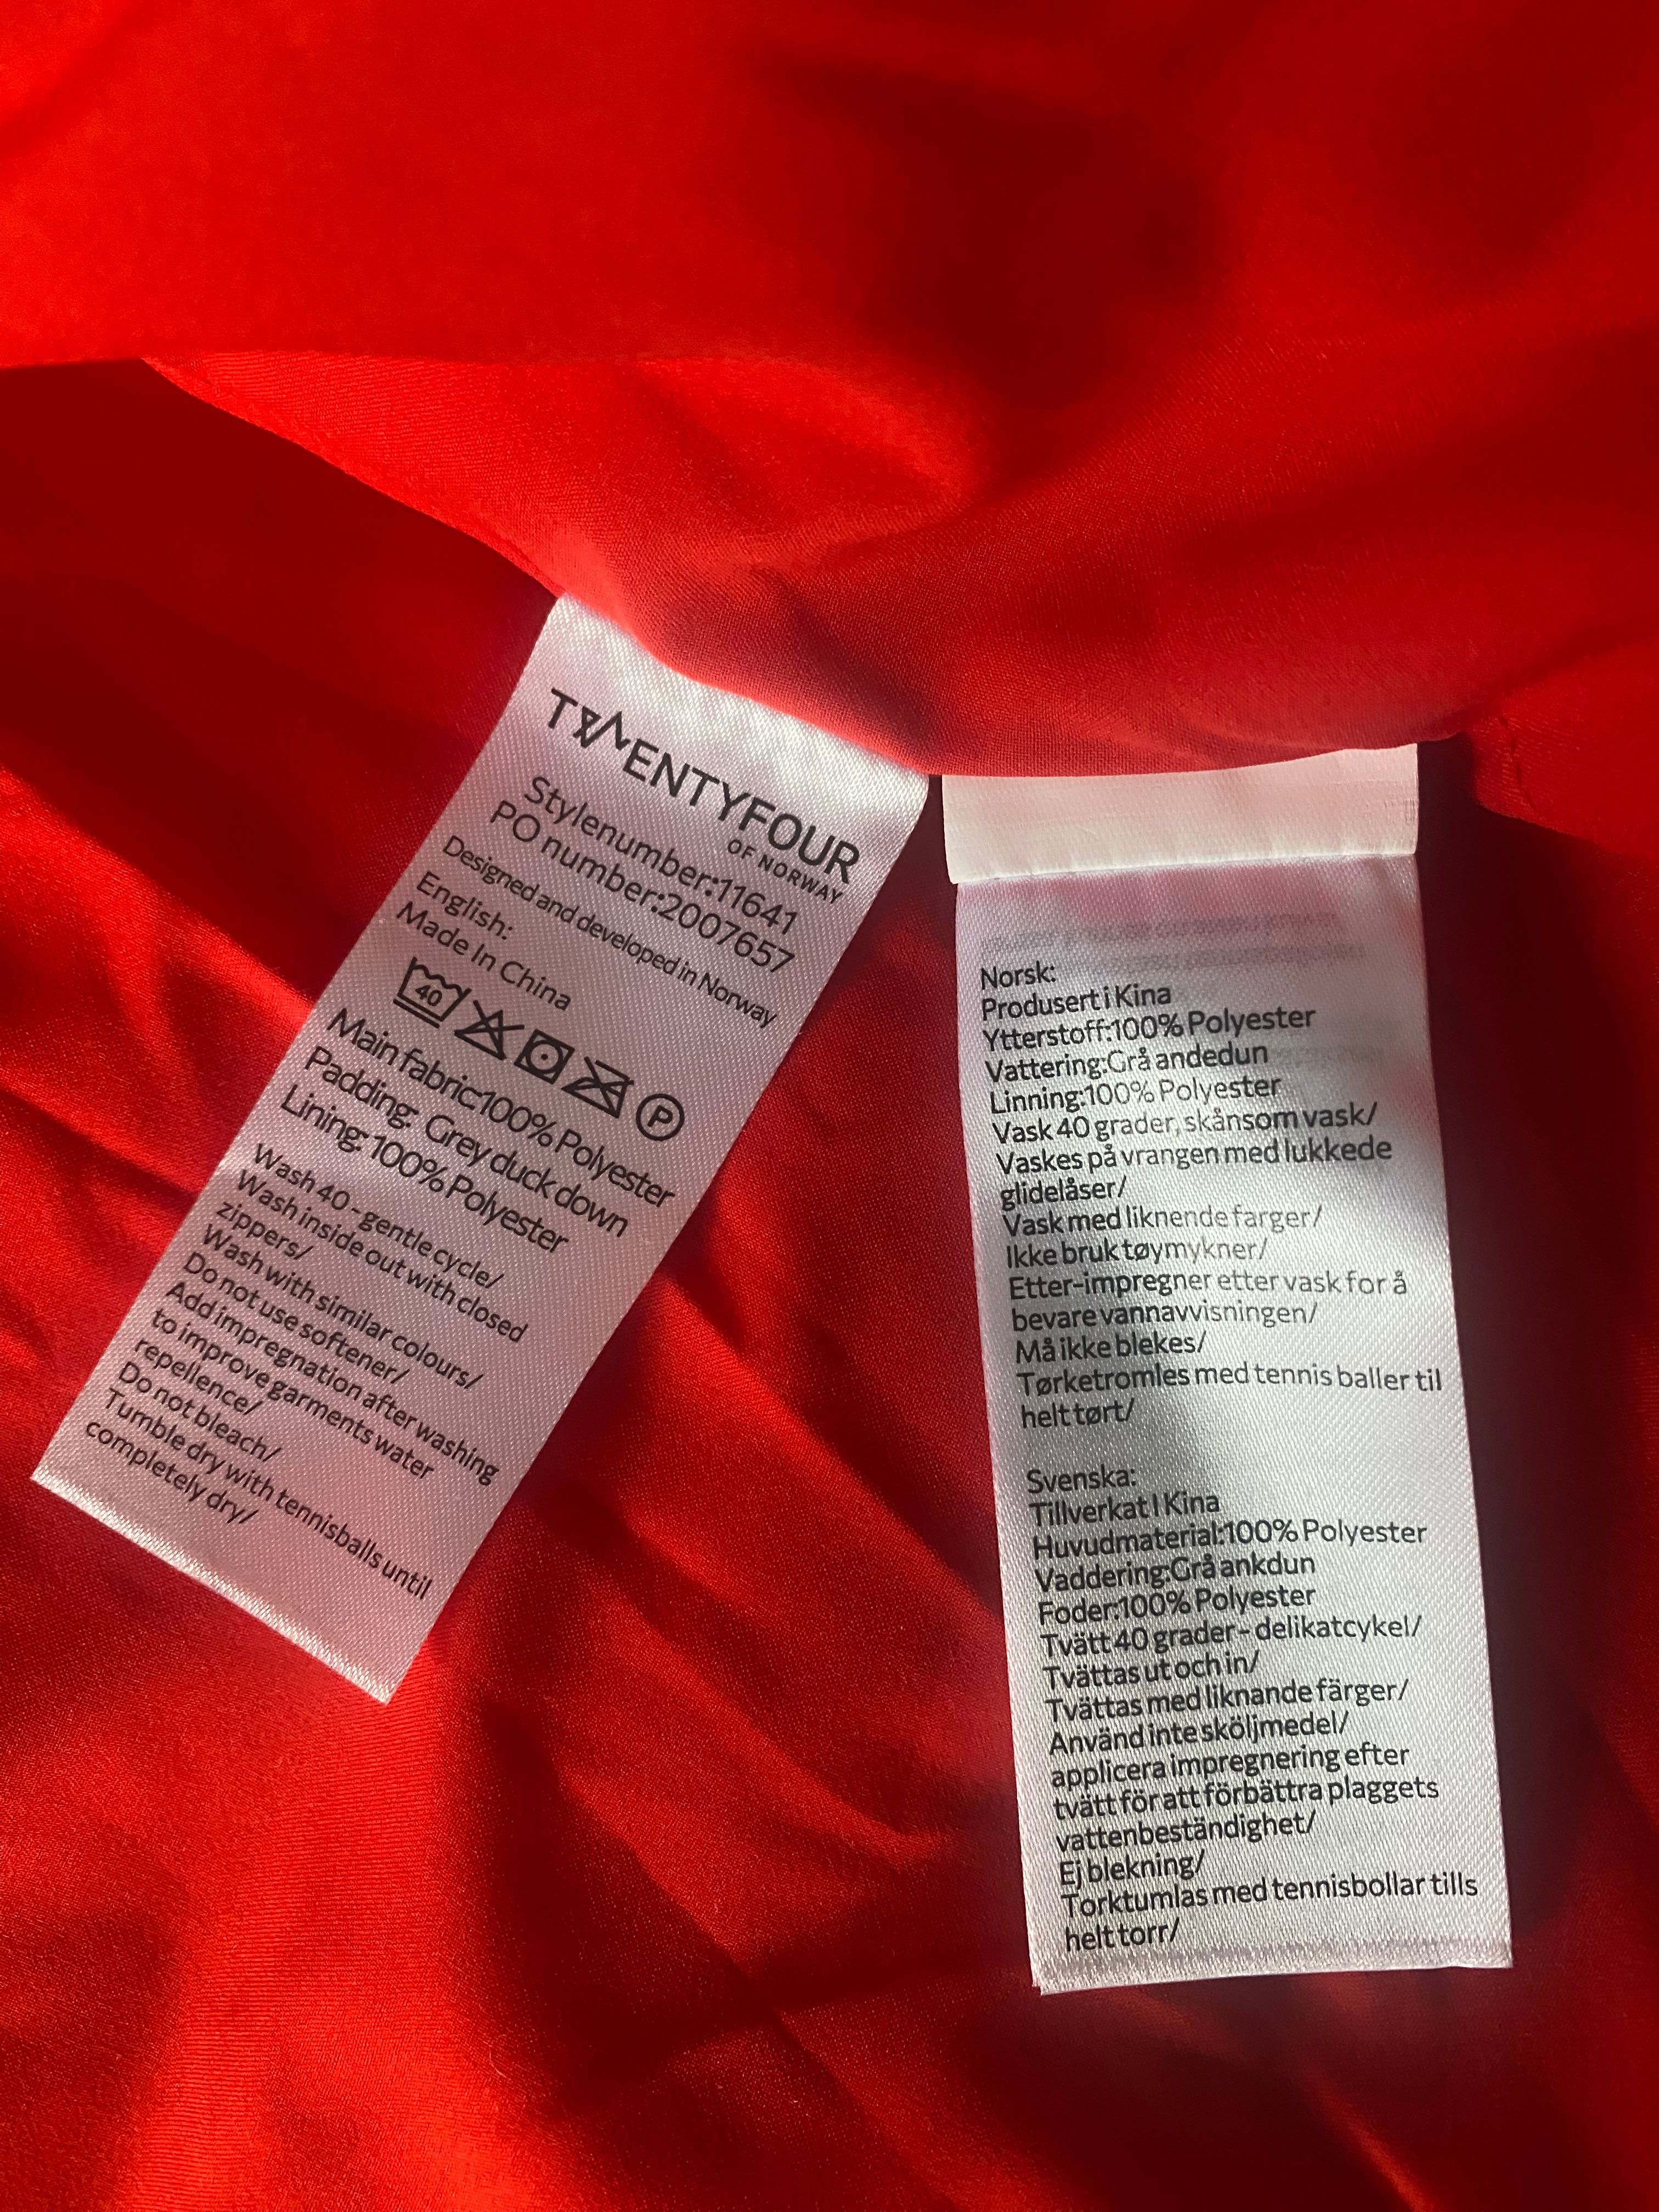 TWENTYFOUR
OF NORWAY
Stylenumber:11641
PO number:2007657
Designed and developed in Norway
English:
Made In China
40
P
Main fabric100% Polyester
Padding: Grey duck down
Lining: 100% Polyester
Wash 40 - gentle cycle/
Wash inside out with closed
zippers/
Wash with similar colours/
Do not use softener/
Add impregnation after washing
to improve garments water
repellence/
Do not bleach/
Tumble dry with tennisballs until
completely dry/
Norsk:
Produsert i Kina
Ytterstoff:100% Polyester
Vattering:Grå andedun
Linning:100% Polyester
Vask 40 grader, skånsom vask/
Vaskes på vrangen med lukkede
glidelåser/
Vask med liknende farger/
Ikke bruk tøymykner/
Etter-impregner etter vask for å
bevare vannavvisningen/
Må ikke blekes/
Tørketromles med tennis baller til
helt tørt/
Svenska:
Tillverkat I Kina
Huvudmaterial:100% Polyester
Vaddering:Grå ankdun
Foder:100% Polyester
Tvätt 40 grader - delikatcykel/
Tvättas ut och in/
Tvättas med liknande färger/
Använd inte sköljmedel/
applicera impregnering efter
tvätt för att förbättra plaggets
vattenbeständighet/
Ej blekning/
Torktumlas med tennisbollar tills
helt torr/